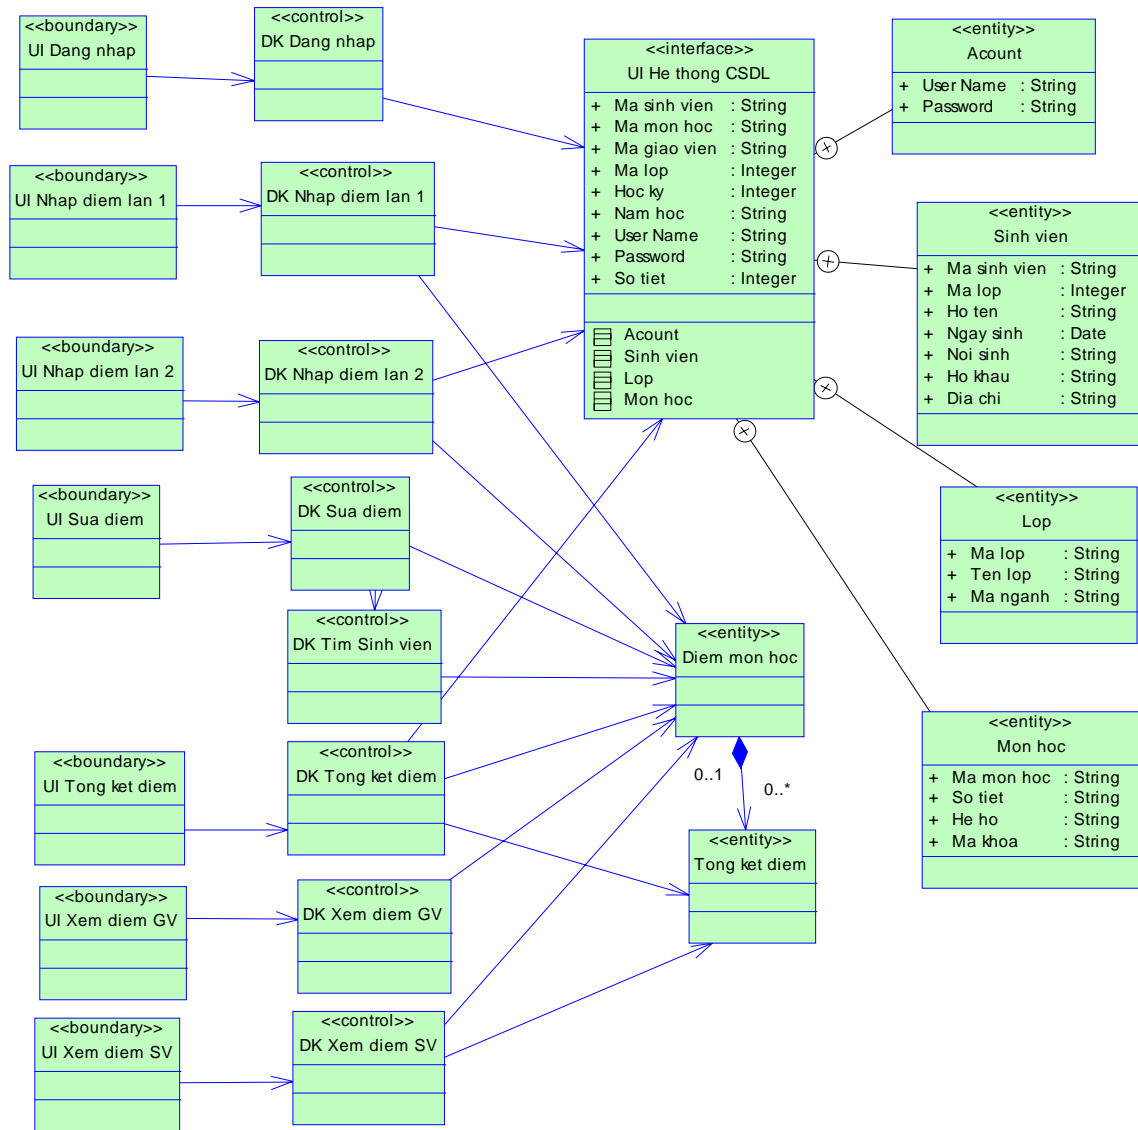 <<boundary>>
UI Dang nhap
<<control>>
DK Dang nhap
<<interface>>
UI He thong CSDL
+ Ma sinh vien : String
+ Ma mon hoc : String
+ Ma giao vien : String
+ Ma lop : Integer
+ Hoc ky : Integer
+ Nam hoc : String
+ User Name : String
+ Password : String
+ So tiet : Integer
Acount
Sinh vien
Lop
Mon hoc
<<entity>>
Acount
+ User Name : String
+ Password : String
<<boundary>>
UI Nhap diem lan 1
<<control>>
DK Nhap diem lan 1
<<entity>>
Sinh vien
+ Ma sinh vien : String
+ Ma lop : Integer
+ Ho ten : String
+ Ngay sinh : Date
+ Noi sinh : String
+ Ho khau : String
+ Dia chi : String
<<boundary>>
UI Nhap diem lan 2
<<control>>
DK Nhap diem lan 2
<<boundary>>
UI Sua diem
<<control>>
DK Sua diem
<<entity>>
Lop
+ Ma lop : String
+ Ten lop : String
+ Ma nganh : String
<<control>>
DK Tim Sinh vien
<<entity>>
Diem mon hoc
<<entity>>
Mon hoc
+ Ma mon hoc : String
+ So tiet : String
+ He ho : String
+ Ma khoa : String
<<boundary>>
UI Tong ket diem
<<control>>
DK Tong ket diem
0..1
0..*
<<entity>>
Tong ket diem
<<boundary>>
UI Xem diem GV
<<control>>
DK Xem diem GV
<<boundary>>
UI Xem diem SV
<<control>>
DK Xem diem SV